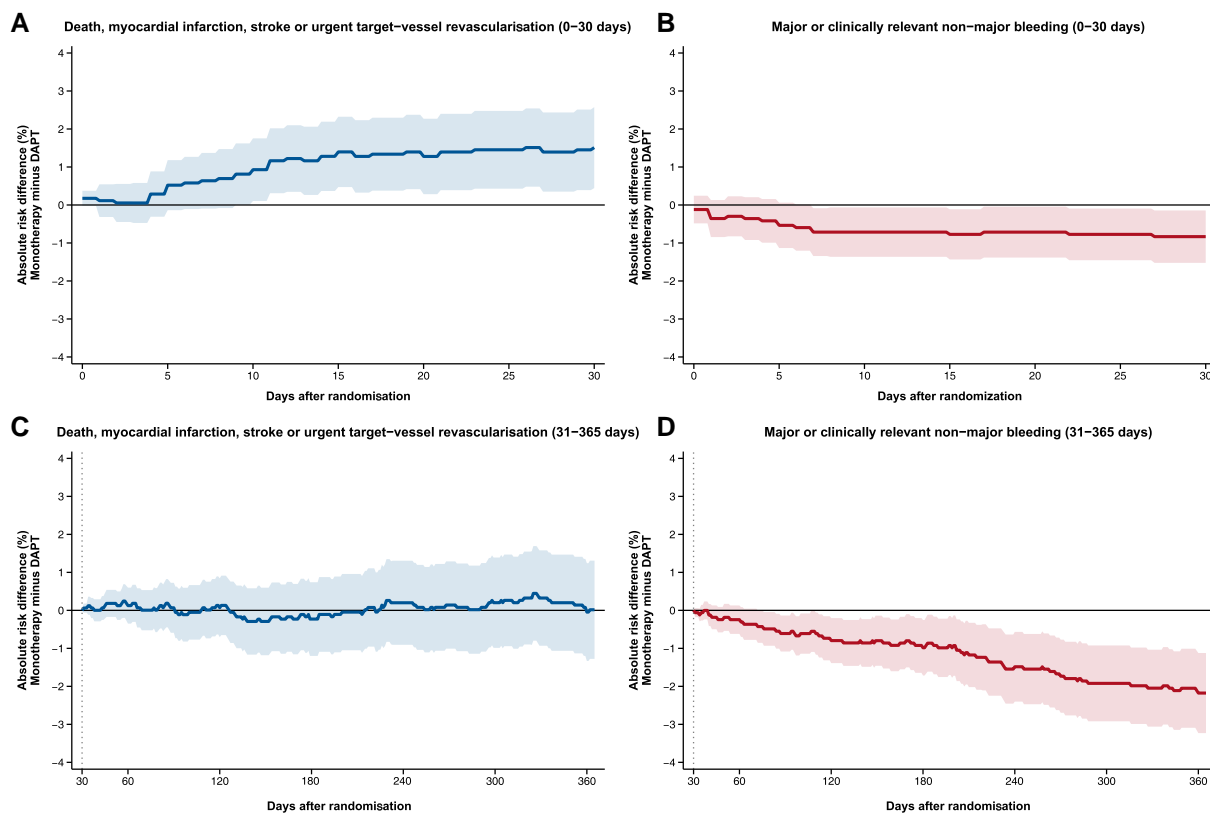 A
Death, myocardial infarction, stroke or urgent target−vessel revascularisation (0−30 days)
Absolute risk difference (%)
Monotherapy minus DAPT
4
3
2
1
0
−1
−2
−3
−4
0 5 10 15 20 25 30
Days after randomisation
B
Major or clinically relevant non−major bleeding (0−30 days)
Absolute risk difference (%)
Monotherapy minus DAPT
4
3
2
1
0
−1
−2
−3
−4
0 5 10 15 20 25 30
Days after randomization
C
Death, myocardial infarction, stroke or urgent target−vessel revascularisation (31−365 days)
Absolute risk difference (%)
Monotherapy minus DAPT
4
3
2
1
0
−1
−2
−3
−4
30 60 120 180 240 300 360
Days after randomisation
D
Major or clinically relevant non−major bleeding (31−365 days)
Absolute risk difference (%)
Monotherapy minus DAPT
4
3
2
1
0
−1
−2
−3
−4
30 60 120 180 240 300 360
Days after randomisation